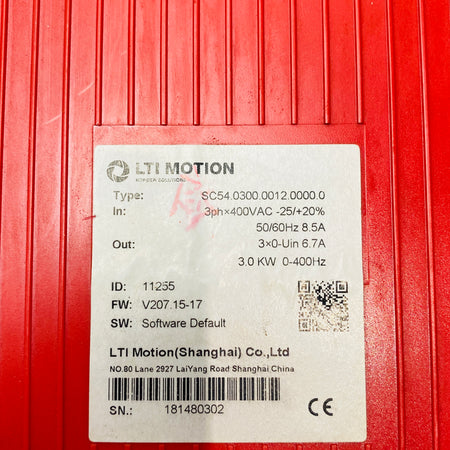 LTI MOTION
Type: SC54.0300.0012.0000.0
In: 3ph×400VAC -25/+20%
50/60Hz 8.5A
Out: 3×0-Uin 6.7A
3.0 KW 0-400Hz
ID: 11255
FW: V207.15-17
SW: Software Default
LTI Motion(Shanghai) Co.,Ltd
NO.80 Lane 2927 LaiYang Road Shanghai,China
SN.: 181480302
CE